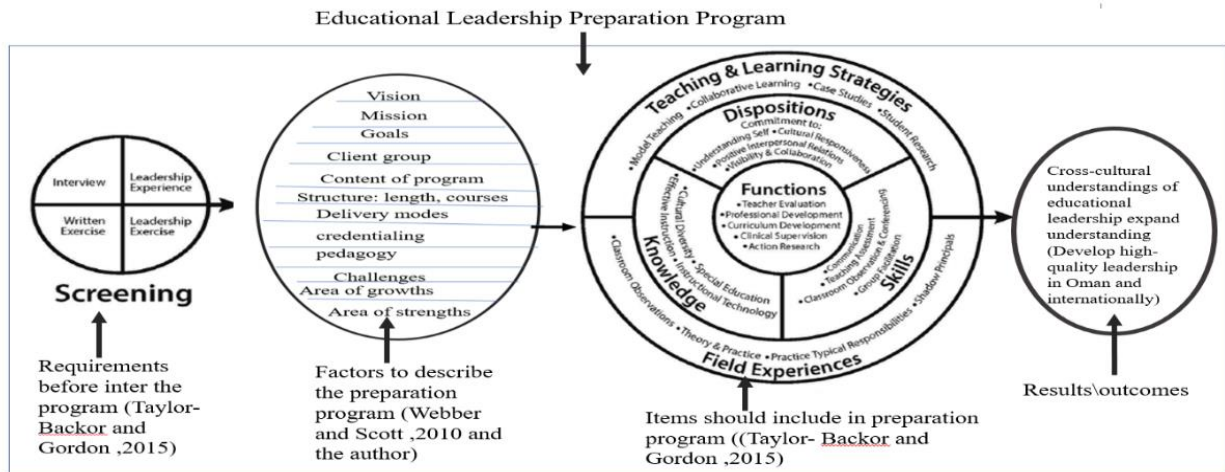 Educational Leadership Preparation Program
Interview
Leadership
Experience
Written
Exercise
Leadership
Exercise
Screening
Requirements
before inter the
program (Taylor-
Backor and
Gordon ,2015)
Vision
Mission
Goals
Client group
Content of program
Structure: length, courses
Delivery modes
credentialing
pedagogy
Challenges
Area of growths
Area of strengths
Factors to describe
the preparation
program (Webber
and Scott ,2010 and
the author)
Teaching & Learning Strategies
•Model Teaching •Collaborative Learning •Case Studies •Student Research
Dispositions
Commitment to:
•Understanding Self •Cultural Responsiveness
•Positive Interpersonal Relations
•Visibility & Collaboration
Functions
•Teacher Evaluation
•Professional Development
•Curriculum Development
•Clinical Supervision
•Action Research
Knowledge
•Cultural Diversity •Special Education
•Effective Instruction •Instructional Technology
Skills
•Communication
•Teaching Assessment
•Classroom Observation & Conferencing
•Group Facilitation
•Classroom Observations •Theory & Practice •Practice Typical Responsibilities •Shadow Principals
Field Experiences
Items should include in preparation
program ((Taylor- Backor and
Gordon ,2015)
Cross-cultural
understandings of
educational
leadership expand
understanding
(Develop high-
quality leadership
in Oman and
internationally)
Results\outcomes